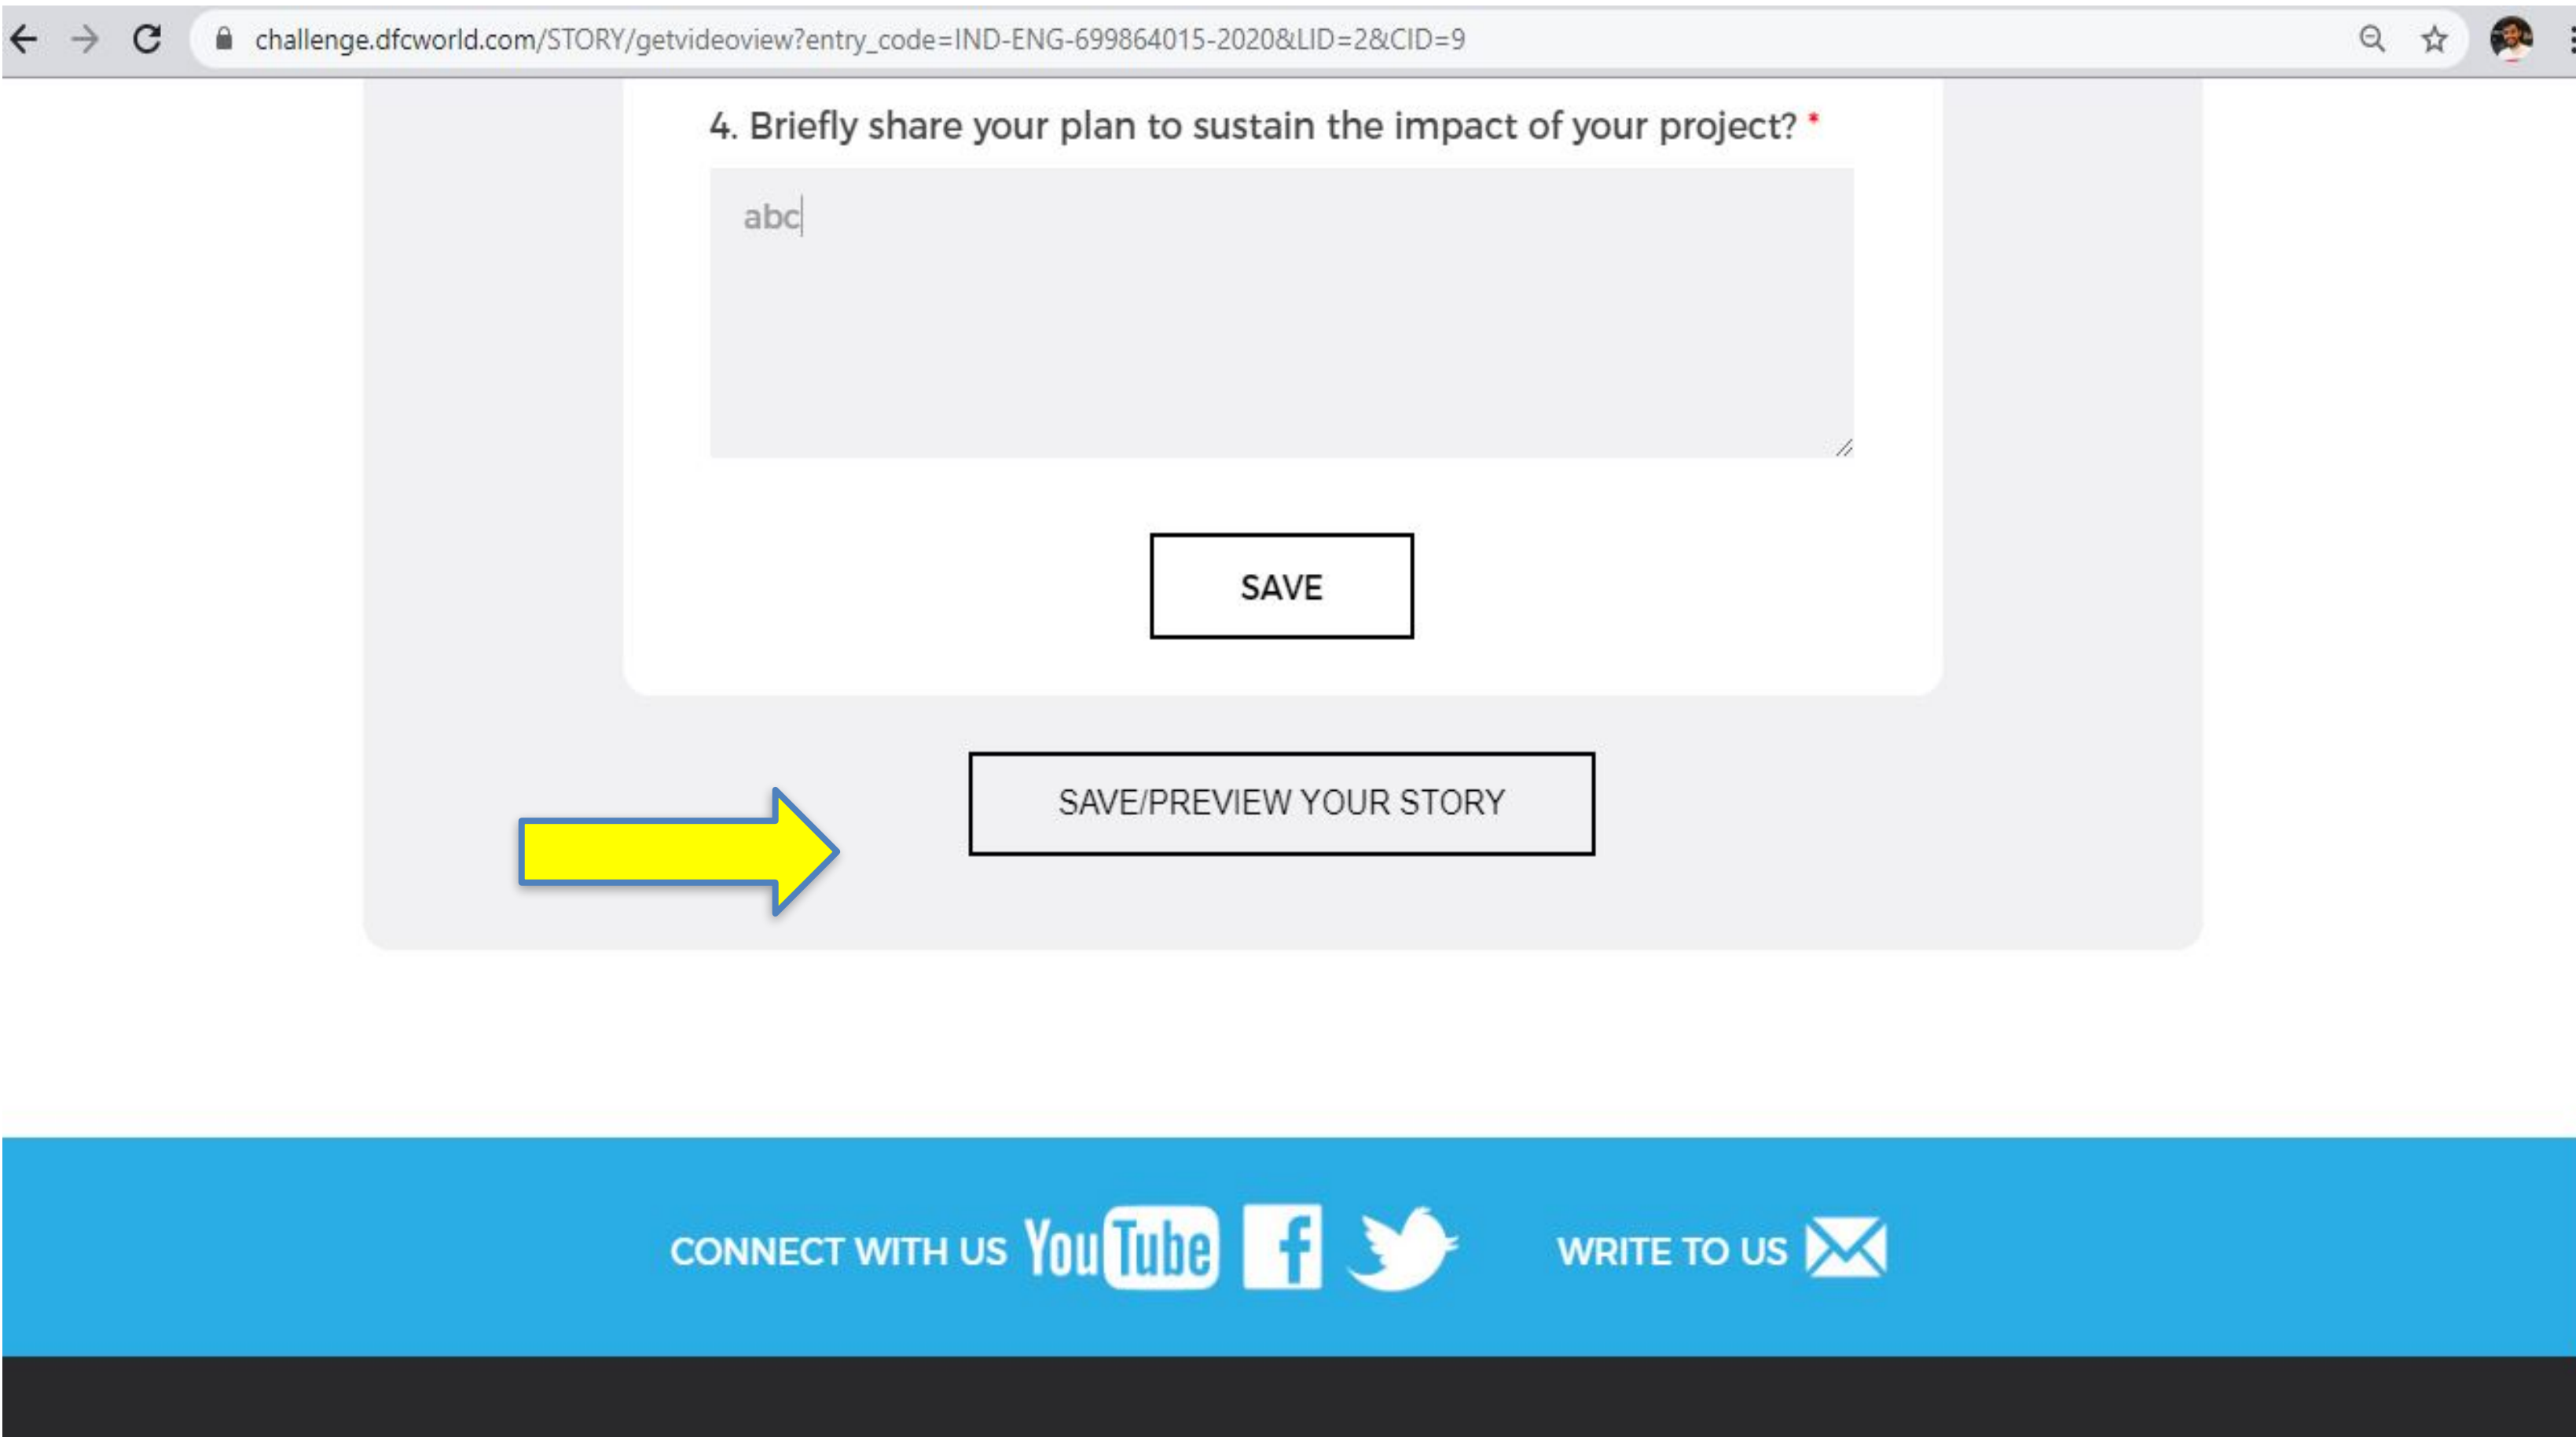 challenge.dfcworld.com/STORY/getvideoview?entry_code=IND-ENG-699864015-2020&LID=2&CID=9
4. Briefly share your plan to sustain the impact of your project? *
abc
SAVE
SAVE/PREVIEW YOUR STORY
CONNECT WITH US YouTube f WRITE TO US